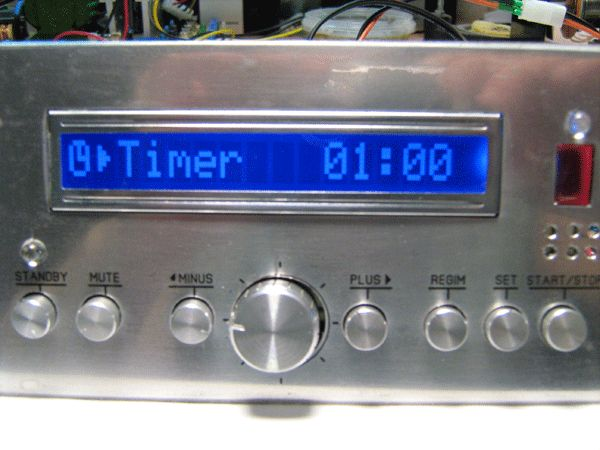 Timer 01:00
STANDBY MUTE ◂MINUS PLUS▸ REGIM SET START/STOP